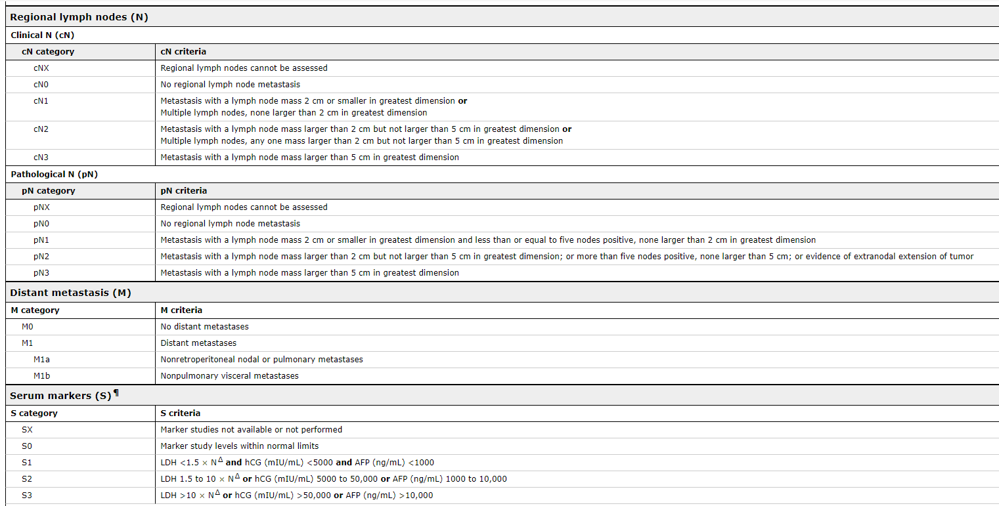 Regional lymph nodes (N)
Clinical N (cN)
cN category cN criteria
cNX Regional lymph nodes cannot be assessed
cN0 No regional lymph node metastasis
cN1 Metastasis with a lymph node mass 2 cm or smaller in greatest dimension or
Multiple lymph nodes, none larger than 2 cm in greatest dimension
cN2 Metastasis with a lymph node mass larger than 2 cm but not larger than 5 cm in greatest dimension or
Multiple lymph nodes, any one mass larger than 2 cm but not larger than 5 cm in greatest dimension
cN3 Metastasis with a lymph node mass larger than 5 cm in greatest dimension
Pathological N (pN)
pN category pN criteria
pNX Regional lymph nodes cannot be assessed
pN0 No regional lymph node metastasis
pN1 Metastasis with a lymph node mass 2 cm or smaller in greatest dimension and less than or equal to five nodes positive, none larger than 2 cm in greatest dimension
pN2 Metastasis with a lymph node mass larger than 2 cm but not larger than 5 cm in greatest dimension; or more than five nodes positive, none larger than 5 cm; or evidence of extranodal extension of tumor
pN3 Metastasis with a lymph node mass larger than 5 cm in greatest dimension
Distant metastasis (M)
M category M criteria
M0 No distant metastases
M1 Distant metastases
M1a Nonretroperitoneal nodal or pulmonary metastases
M1b Nonpulmonary visceral metastases
Serum markers (S)¶
S category S criteria
SX Marker studies not available or not performed
S0 Marker study levels within normal limits
S1 LDH <1.5 × NΔ and hCG (mIU/mL) <5000 and AFP (ng/mL) <1000
S2 LDH 1.5 to 10 × NΔ or hCG (mIU/mL) 5000 to 50,000 or AFP (ng/mL) 1000 to 10,000
S3 LDH >10 × NΔ or hCG (mIU/mL) >50,000 or AFP (ng/mL) >10,000